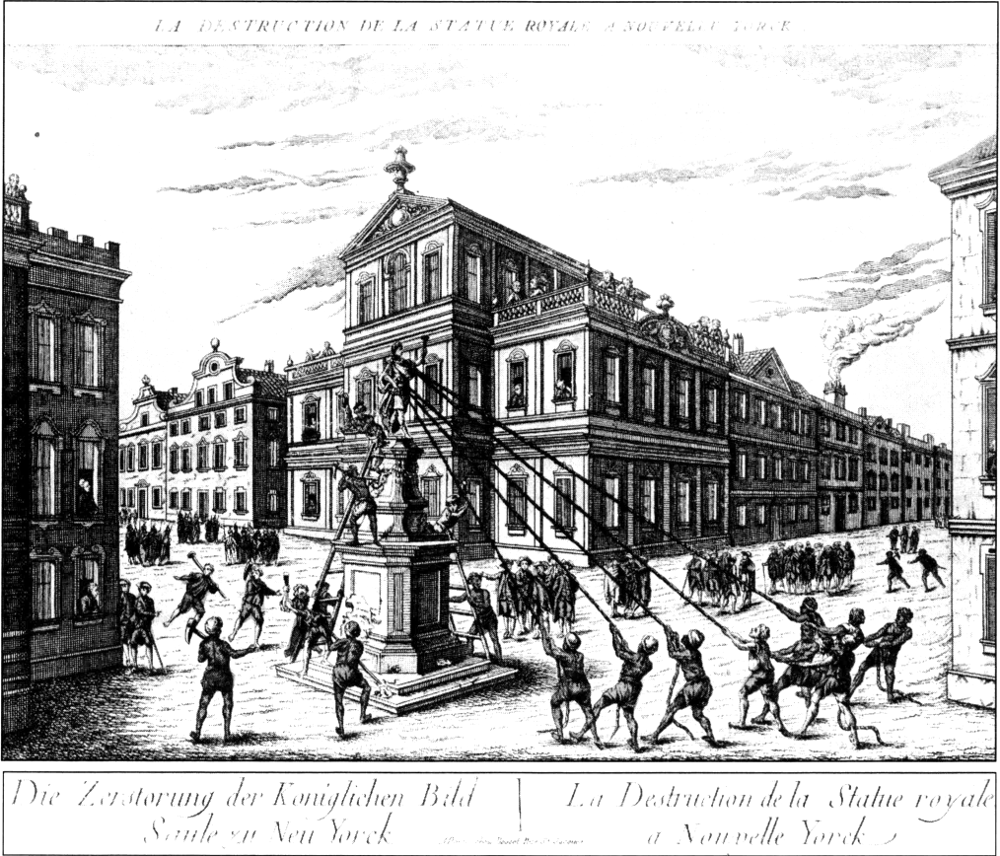 LA DESTRUCTION DE LA STATUE ROYALE A NOUVELLE YORCK
Die Zerstorung der Koniglichen Bild
Saule zu Neu Yorck
La Destruction de la Statue royale
a Nouvelle Yorck